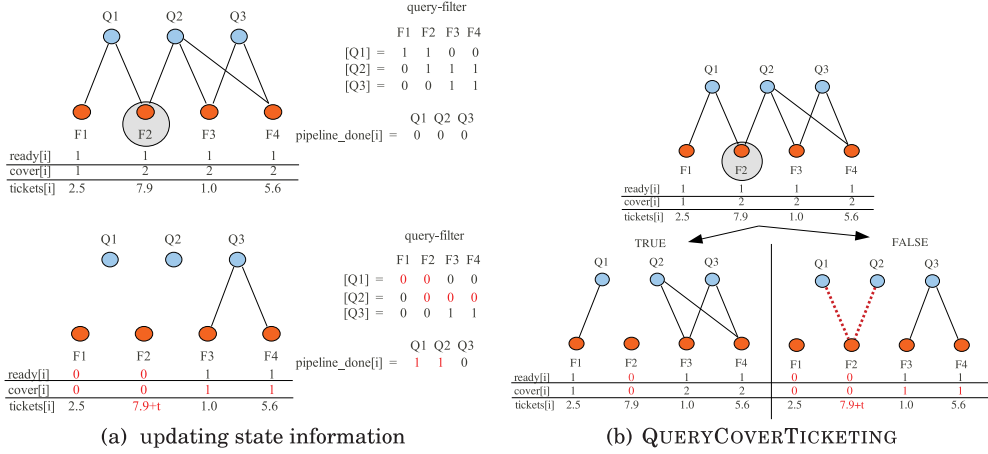 Q1 Q2 Q3
F1 F2 F3 F4
ready[i] 1 1 1 1
cover[i] 1 2 2 2
tickets[i] 2.5 7.9 1.0 5.6
query-filter
F1 F2 F3 F4
[Q1] = 1 1 0 0
[Q2] = 0 1 1 1
[Q3] = 0 0 1 1
Q1 Q2 Q3
pipeline_done[i] = 0 0 0
Q1 Q2 Q3
F1 F2 F3 F4
ready[i] 0 0 1 1
cover[i] 0 0 1 1
tickets[i] 2.5 7.9+t 1.0 5.6
query-filter
F1 F2 F3 F4
[Q1] = 0 0 0 0
[Q2] = 0 0 0 0
[Q3] = 0 0 1 1
Q1 Q2 Q3
pipeline_done[i] = 1 1 0
(a) updating state information
Q1 Q2 Q3
F1 F2 F3 F4
ready[i] 1 1 1 1
cover[i] 1 2 2 2
tickets[i] 2.5 7.9 1.0 5.6
TRUE
Q1 Q2 Q3
F1 F2 F3 F4
ready[i] 1 0 1 1
cover[i] 1 0 2 2
tickets[i] 2.5 7.9 1.0 5.6
FALSE
Q1 Q2 Q3
F1 F2 F3 F4
0 0 1 1
0 0 1 1
2.5 7.9+t 1.0 5.6
(b) QUERYCOVERTICKETING